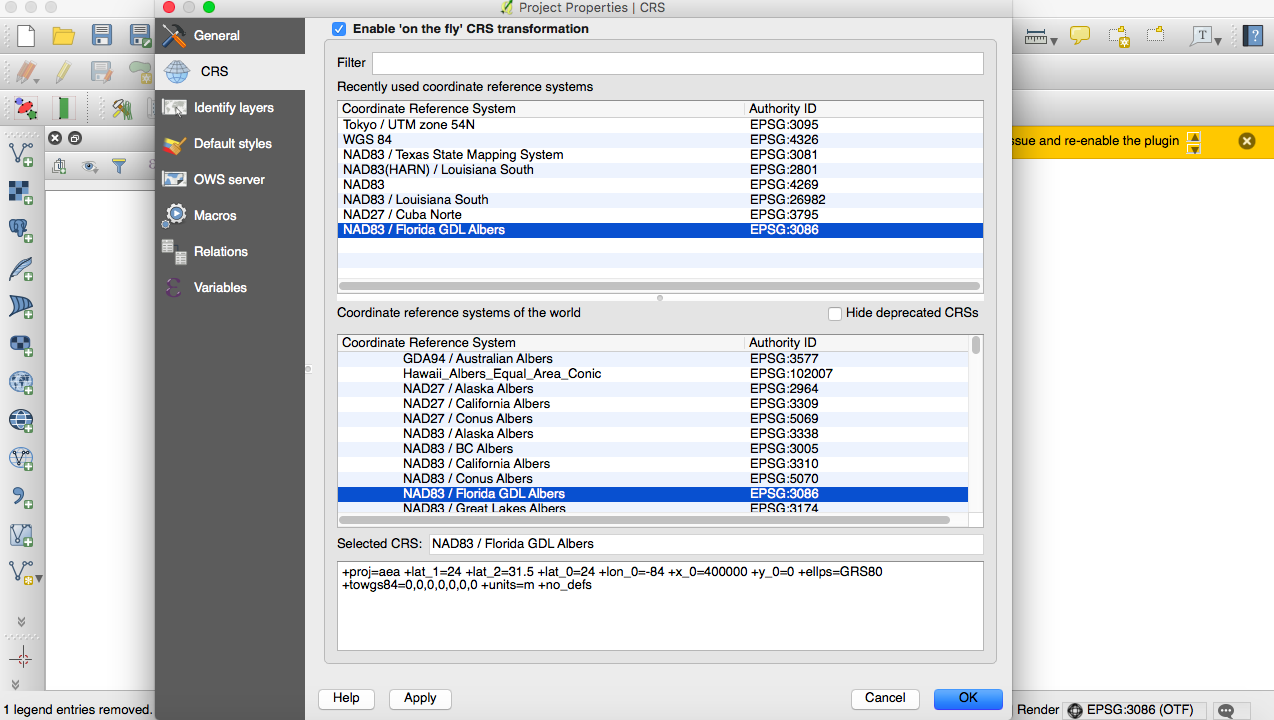 Project Properties | CRS
General
CRS
Identify layers
Default styles
OWS server
Macros
Relations
Variables
Enable 'on the fly' CRS transformation
Filter
Recently used coordinate reference systems
Coordinate Reference System Authority ID
Tokyo / UTM zone 54N EPSG:3095
WGS 84 EPSG:4326
NAD83 / Texas State Mapping System EPSG:3081
NAD83(HARN) / Louisiana South EPSG:2801
NAD83 EPSG:4269
NAD83 / Louisiana South EPSG:26982
NAD27 / Cuba Norte EPSG:3795
NAD83 / Florida GDL Albers EPSG:3086
Coordinate reference systems of the world
Hide deprecated CRSs
Coordinate Reference System Authority ID
GDA94 / Australian Albers EPSG:3577
Hawaii_Albers_Equal_Area_Conic EPSG:102007
NAD27 / Alaska Albers EPSG:2964
NAD27 / California Albers EPSG:3309
NAD27 / Conus Albers EPSG:5069
NAD83 / Alaska Albers EPSG:3338
NAD83 / BC Albers EPSG:3005
NAD83 / California Albers EPSG:3310
NAD83 / Conus Albers EPSG:5070
NAD83 / Florida GDL Albers EPSG:3086
NAD83 / Great Lakes Albers EPSG:3174
Selected CRS: NAD83 / Florida GDL Albers
+proj=aea +lat_1=24 +lat_2=31.5 +lat_0=24 +lon_0=-84 +x_0=400000 +y_0=0 +ellps=GRS80
+towgs84=0,0,0,0,0,0,0 +units=m +no_defs
Help
Apply
Cancel
OK
ssue and re-enable the plugin
1 legend entries removed.
Render
EPSG:3086 (OTF)